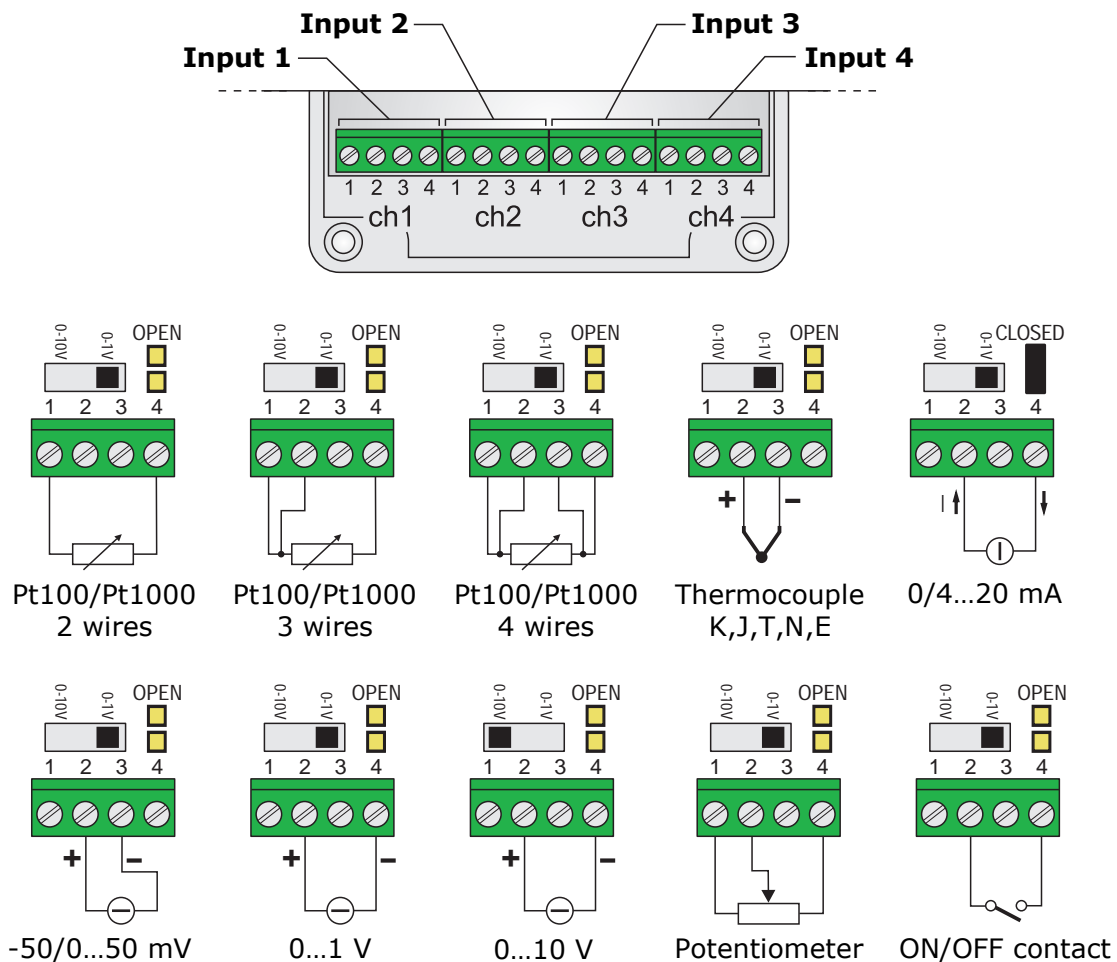 Input 2
Input 3
Input 1
Input 4
1 2 3 4 1 2 3 4 1 2 3 4 1 2 3 4
ch1 ch2 ch3 ch4
0-10V 0-1V OPEN
1 2 3 4
Pt100/Pt1000
2 wires
0-10V 0-1V OPEN
1 2 3 4
Pt100/Pt1000
3 wires
0-10V 0-1V OPEN
1 2 3 4
Pt100/Pt1000
4 wires
0-10V 0-1V OPEN
1 2 3 4
+ –
Thermocouple
K,J,T,N,E
0-10V 0-1V CLOSED
1 2 3 4
I
I
0/4...20 mA
0-10V 0-1V OPEN
1 2 3 4
+ –
-50/0...50 mV
0-10V 0-1V OPEN
1 2 3 4
+ –
0...1 V
0-10V 0-1V OPEN
1 2 3 4
+ –
0...10 V
0-10V 0-1V OPEN
1 2 3 4
Potentiometer
0-10V 0-1V OPEN
1 2 3 4
ON/OFF contact